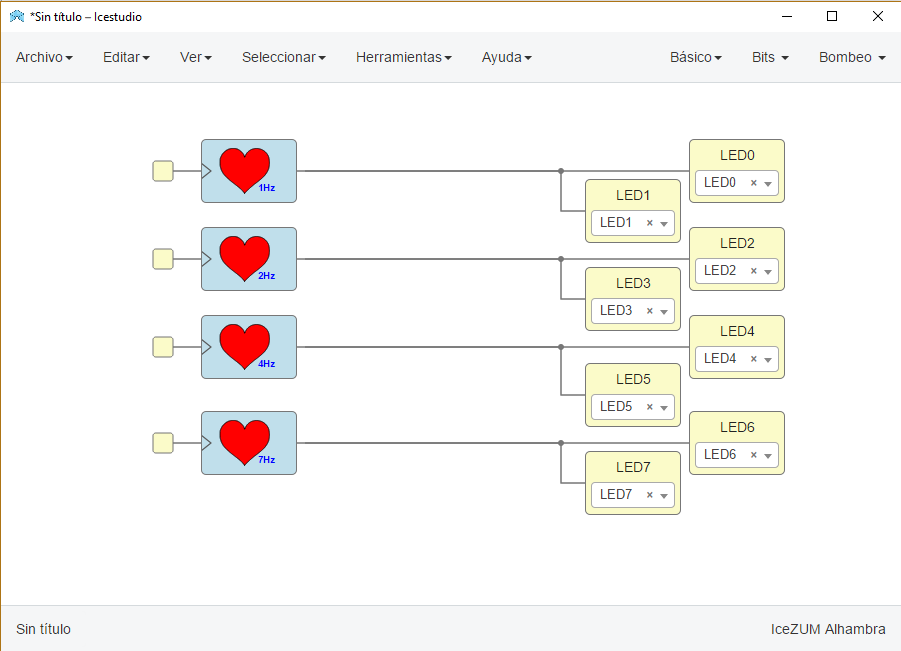 *Sin título – Icestudio
Archivo Editar Ver Seleccionar Herramientas Ayuda Básico Bits Bombeo
LED0
1Hz
LED0 ×
LED1
LED1 ×
LED2
2Hz
LED2 ×
LED3
LED3 ×
LED4
4Hz
LED4 ×
LED5
LED5 ×
LED6
7Hz
LED6 ×
LED7
LED7 ×
Sin título IceZUM Alhambra